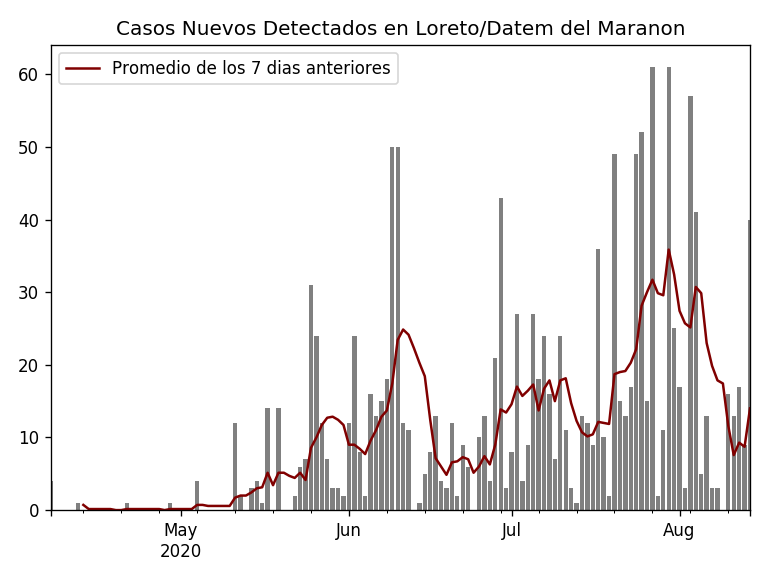 Casos Nuevos Detectados en Loreto/Datem del Maranon
Promedio de los 7 dias anteriores
60
50
40
30
20
10
0
May
2020
Jun
Jul
Aug